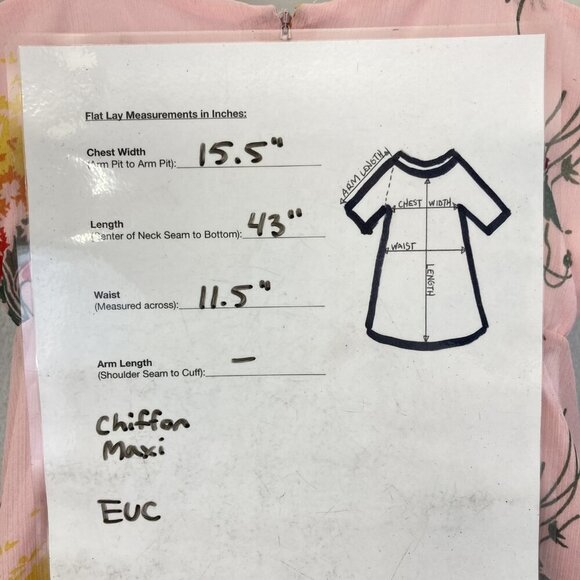 Flat Lay Measurements in Inches:
Chest Width
(Arm Pit to Arm Pit): 15.5"
Length
(Center of Neck Seam to Bottom): 43"
Waist
(Measured across): 11.5"
Arm Length
(Shoulder Seam to Cuff): —
Chiffon
Maxi
EUC
ARM LENGTH
CHEST WIDTH
WAIST
LENGTH